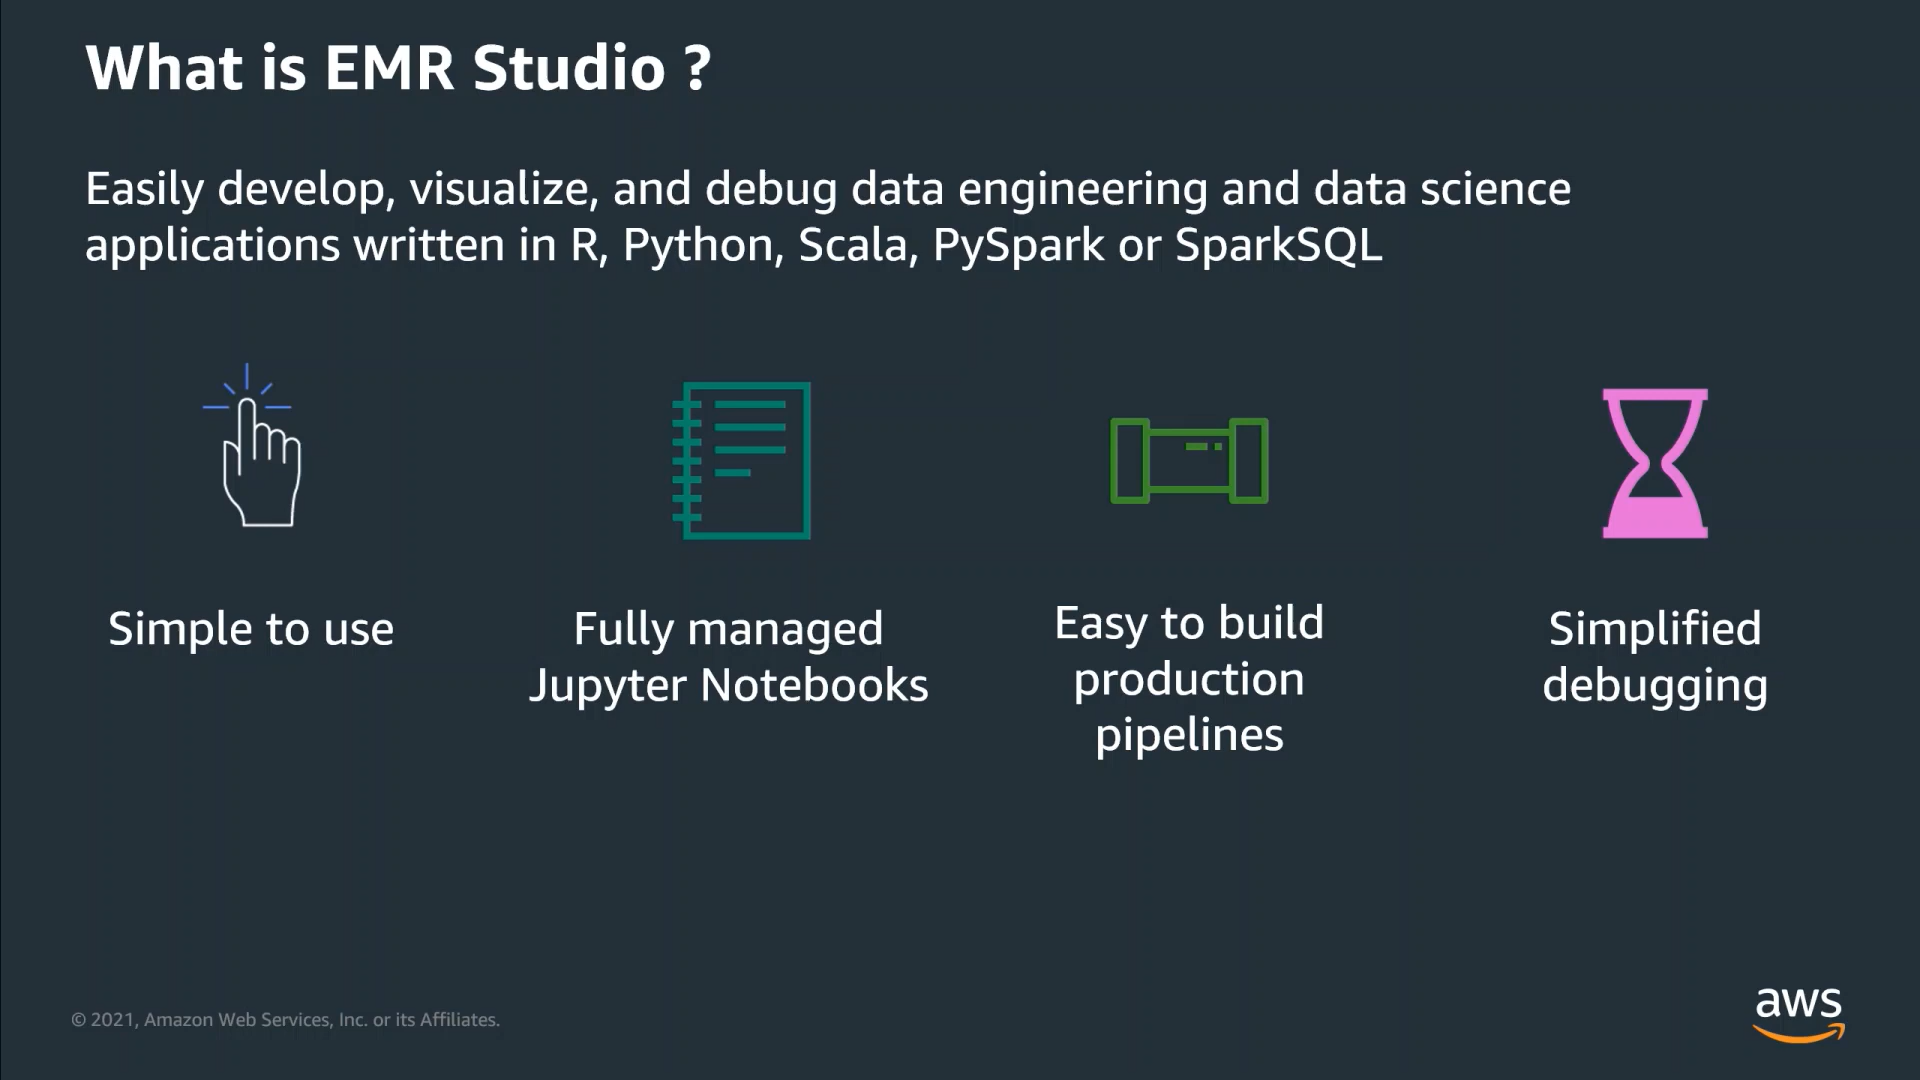 What is EMR Studio ?
Easily develop, visualize, and debug data engineering and data science
applications written in R, Python, Scala, PySpark or SparkSQL
Simple to use
Fully managed
Jupyter Notebooks
Easy to build
production
pipelines
Simplified
debugging
© 2021, Amazon Web Services, Inc. or its Affiliates.
aws